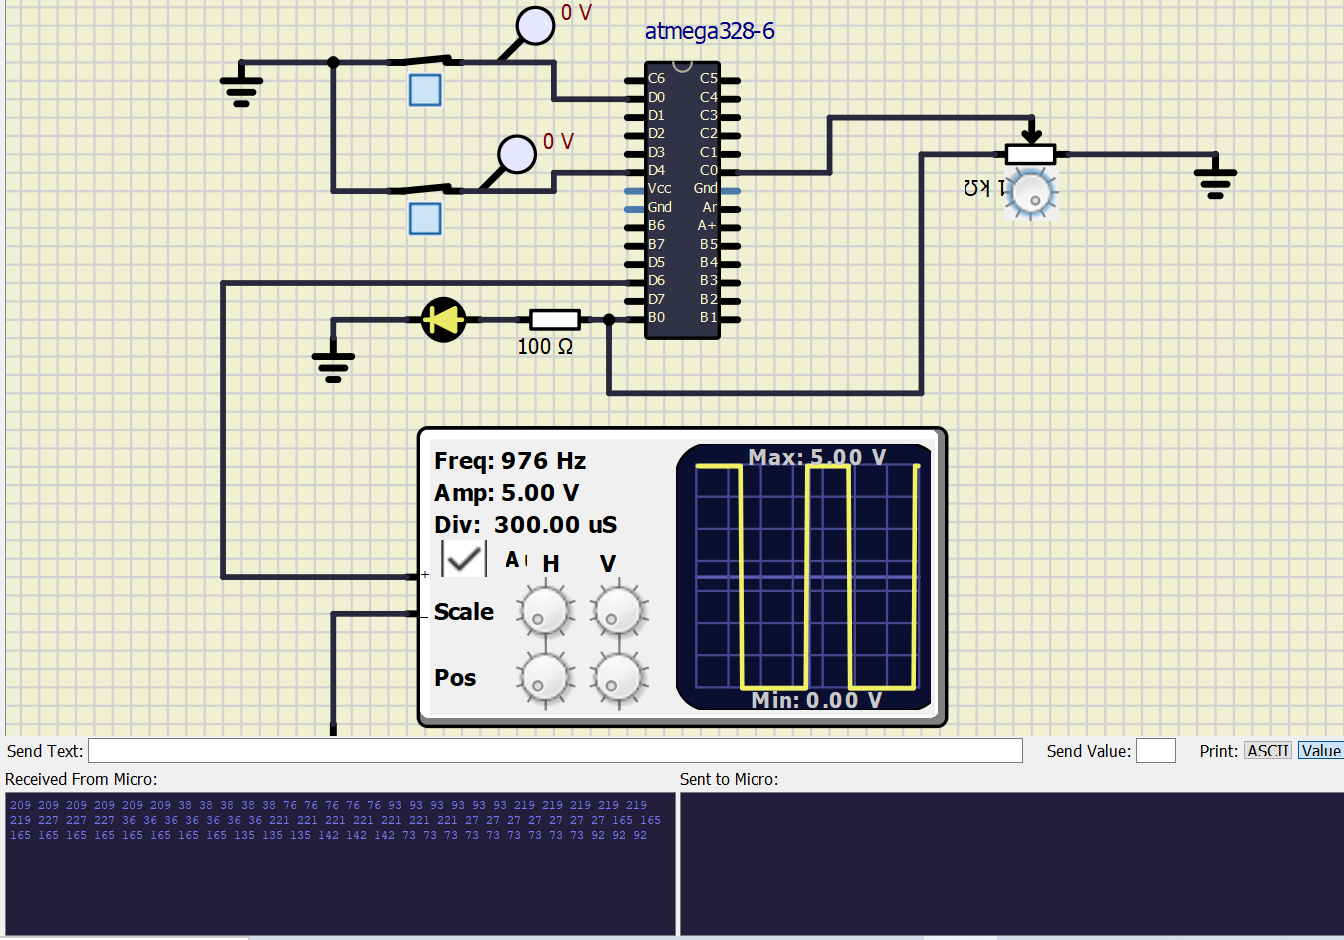 0 V
atmega328-6
0 V
C6 C5
D0 C4
D1 C3
D2 C2
D3 C1
D4 C0
Vcc Gnd
Gnd Ar
B6 A+
B7 B5
D5 B4
D6 B3
D7 B2
B0 B1
1 kΩ
100 Ω
Freq: 976 Hz
Amp: 5.00 V
Div: 300.00 uS
Au H V
+
Scale
−
Pos
Max: 5.00 V
Min: 0.00 V
Send Text: Send Value: Print: ASCII Value
Received From Micro: Sent to Micro:
209 209 209 209 209 209 38 38 38 38 38 76 76 76 76 76 93 93 93 93 93 93 219 219 219 219 219
219 227 227 227 36 36 36 36 36 36 221 221 221 221 221 221 221 27 27 27 27 27 27 27 165 165
165 165 165 165 165 165 165 165 135 135 135 142 142 142 73 73 73 73 73 73 73 73 92 92 92